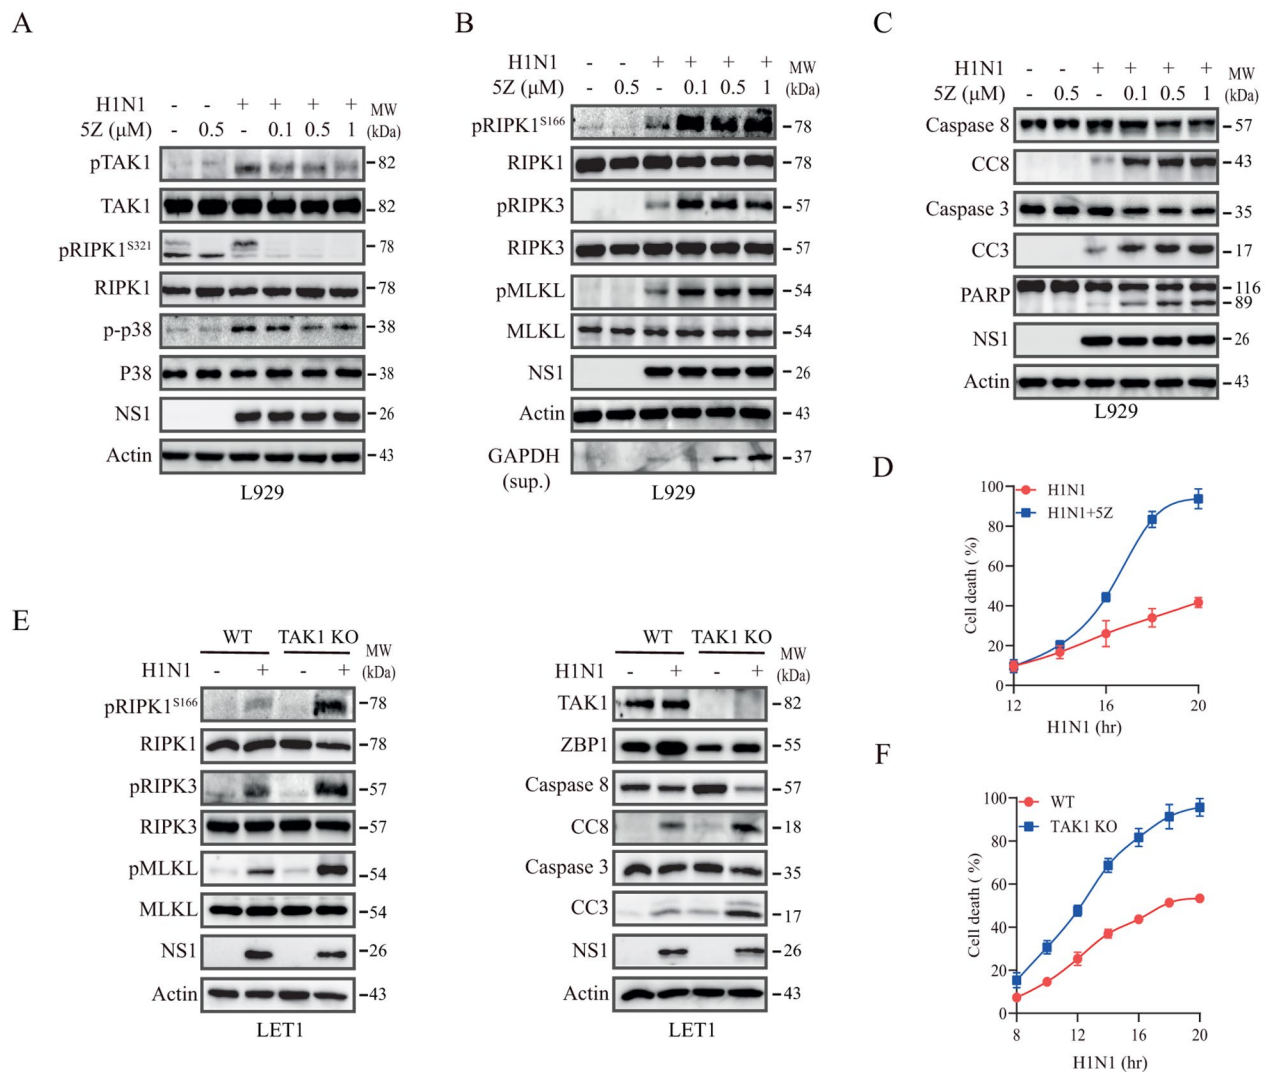 A
H1N1 - - + + + + MW
5Z (μM) - 0.5 - 0.1 0.5 1 (kDa)
pTAK1 82
TAK1 82
pRIPK1S321 78
RIPK1 78
p-p38 38
P38 38
NS1 26
Actin 43
L929
B
H1N1 - - + + + + MW
5Z (μM) - 0.5 - 0.1 0.5 1 (kDa)
pRIPK1S166 78
RIPK1 78
pRIPK3 57
RIPK3 57
pMLKL 54
MLKL 54
NS1 26
Actin 43
GAPDH 37
(sup.)
L929
C
H1N1 - - + + + + MW
5Z (μM) - 0.5 - 0.1 0.5 1 (kDa)
Caspase 8 57
CC8 43
Caspase 3 35
CC3 17
PARP 116
89
NS1 26
Actin 43
L929
D
100
80
60
40
20
0
Cell death ( %)
H1N1
H1N1+5Z
12 16 20
H1N1 (hr)
E
WT TAK1 KO MW
H1N1 - + - + (kDa)
pRIPK1S166 78
RIPK1 78
pRIPK3 57
RIPK3 57
pMLKL 54
MLKL 54
NS1 26
Actin 43
LET1
WT TAK1 KO MW
H1N1 - + - + (kDa)
TAK1 82
ZBP1 55
Caspase 8 57
CC8 18
Caspase 3 35
CC3 17
NS1 26
Actin 43
LET1
F
100
80
60
40
20
0
Cell death ( %)
WT
TAK1 KO
8 12 16 20
H1N1 (hr)